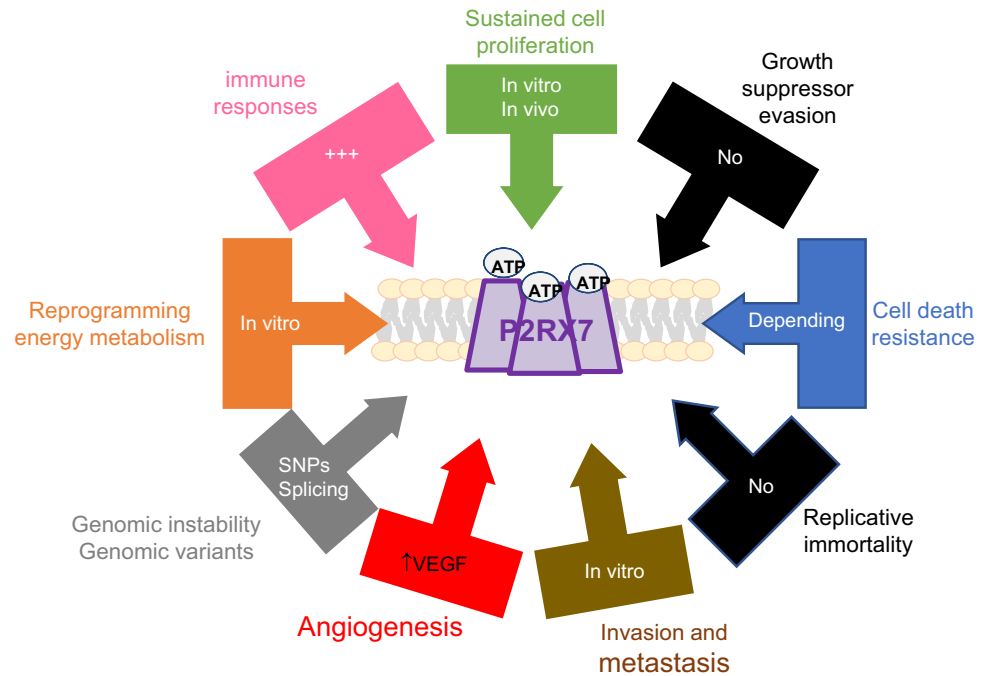 Sustained cell
proliferation
In vitro
In vivo
immune
responses
+++
Growth
suppressor
evasion
No
ATP
ATP
ATP
P2RX7
Reprogramming
energy metabolism
In vitro
Depending
Cell death
resistance
SNPs
Splicing
Genomic instability
Genomic variants
↑VEGF
Angiogenesis
In vitro
Invasion and
metastasis
No
Replicative
immortality